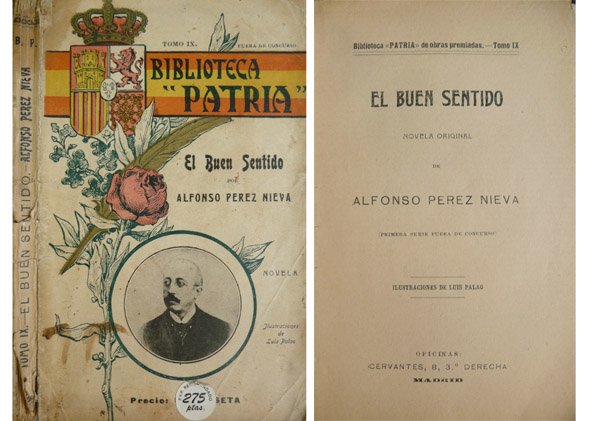 B. P.
TOMO IX.- EL BUEN SENTIDO.- ALFONSO PEREZ NIEVA
TOMO IX. FUERA DE CONCURSO.
BIBLIOTECA
"PATRIA"
El Buen Sentido
POR
ALFONSO PEREZ NIEVA
NOVELA
Ilustraciones
de
Luis Palao
Precio: SETA
275
ptas.
Biblioteca «PATRIA» de obras premiadas.—Tomo IX
EL BUEN SENTIDO
NOVELA ORIGINAL
DE
ALFONSO PEREZ NIEVA
(PRIMERA SERIE FUERA DE CONCURSO)
ILUSTRACIONES DE LUIS PALAO
OFICINAS:
CERVANTES, 8, 3.º DERECHA
MADRID